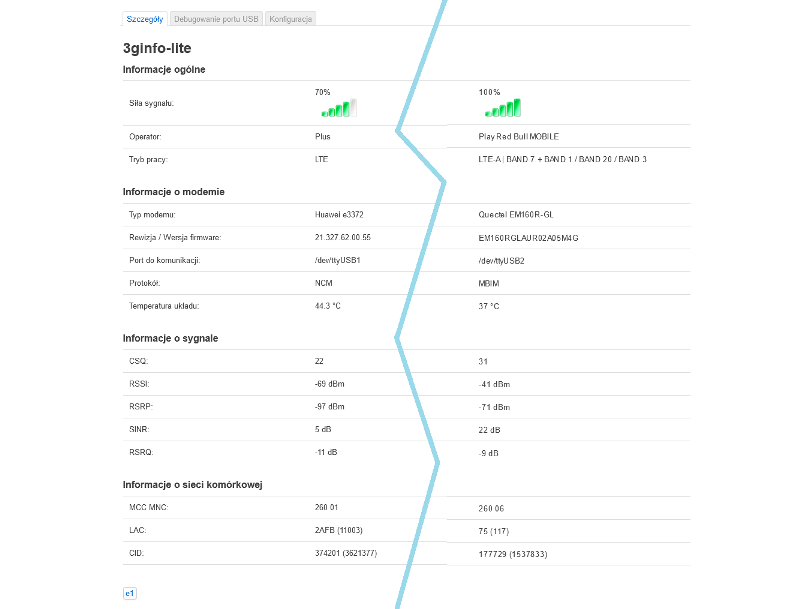 Szczegóły Debugowanie portu USB Konfiguracja
3ginfo-lite
Informacje ogólne
Siła sygnału: 70% 100%
Operator: Plus Play Red Bull MOBILE
Tryb pracy: LTE LTE-A | BAND 7 + BAND 1 / BAND 20 / BAND 3
Informacje o modemie
Typ modemu: Huawei e3372 Quectel EM160R-GL
Rewizja / Wersja firmware: 21.327.62.00.55 EM160RGLAUR02A05M4G
Port do komunikacji: /dev/ttyUSB1 /dev/ttyUSB2
Protokół: NCM MBIM
Temperatura układu: 44.3 °C 37 °C
Informacje o sygnale
CSQ: 22 31
RSSI: -69 dBm -41 dBm
RSRP: -97 dBm -71 dBm
SINR: 5 dB 22 dB
RSRQ: -11 dB -9 dB
Informacje o sieci komórkowej
MCC MNC: 260 01 260 06
LAC: 2AFB (11003) 75 (117)
CID: 374201 (3621377) 177729 (1537833)
e1